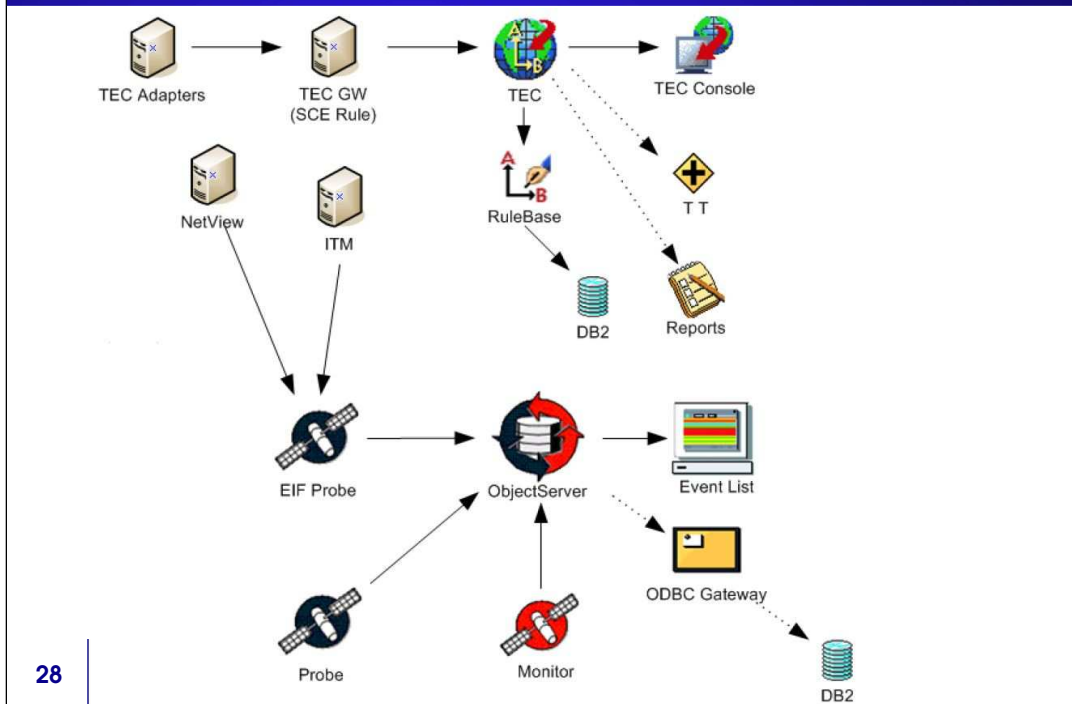 TEC Adapters
TEC GW
(SCE Rule)
TEC
TEC Console
NetView
ITM
A
B
RuleBase
T T
DB2
Reports
EIF Probe
ObjectServer
Event List
ODBC Gateway
Probe
Monitor
DB2
28